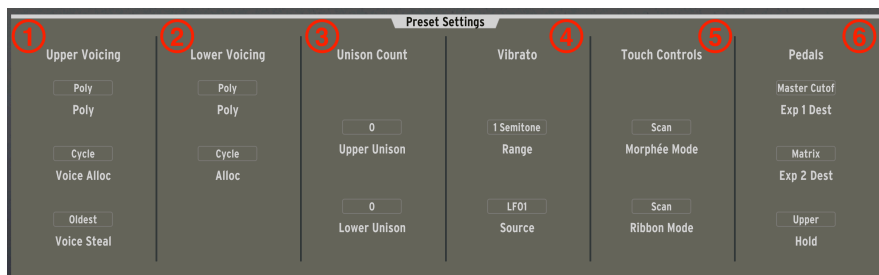 Preset Settings
1 2 3 4 5 6
Upper Voicing Lower Voicing Unison Count Vibrato Touch Controls Pedals
Poly Poly Master Cutof
Poly Poly Exp 1 Dest
0 1 Semitone Scan
Upper Unison Range Morphée Mode
Cycle Cycle Matrix
Voice Alloc Alloc Exp 2 Dest
0 LFO1 Scan
Lower Unison Source Ribbon Mode
Oldest Upper
Voice Steal Hold